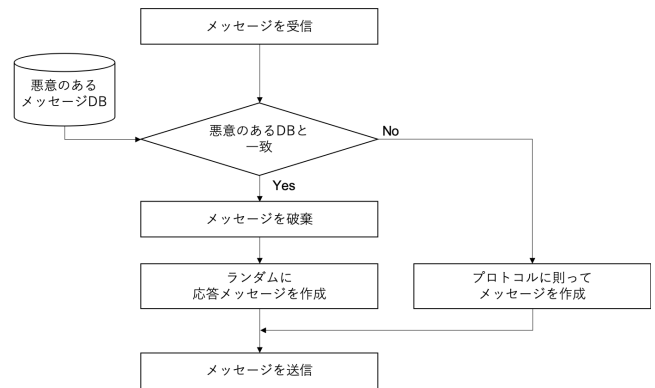 メッセージを受信
悪意のある
メッセージDB
悪意のあるDBと
一致
No
Yes
メッセージを破棄
ランダムに
応答メッセージを作成
プロトコルに則って
メッセージを作成
メッセージを送信